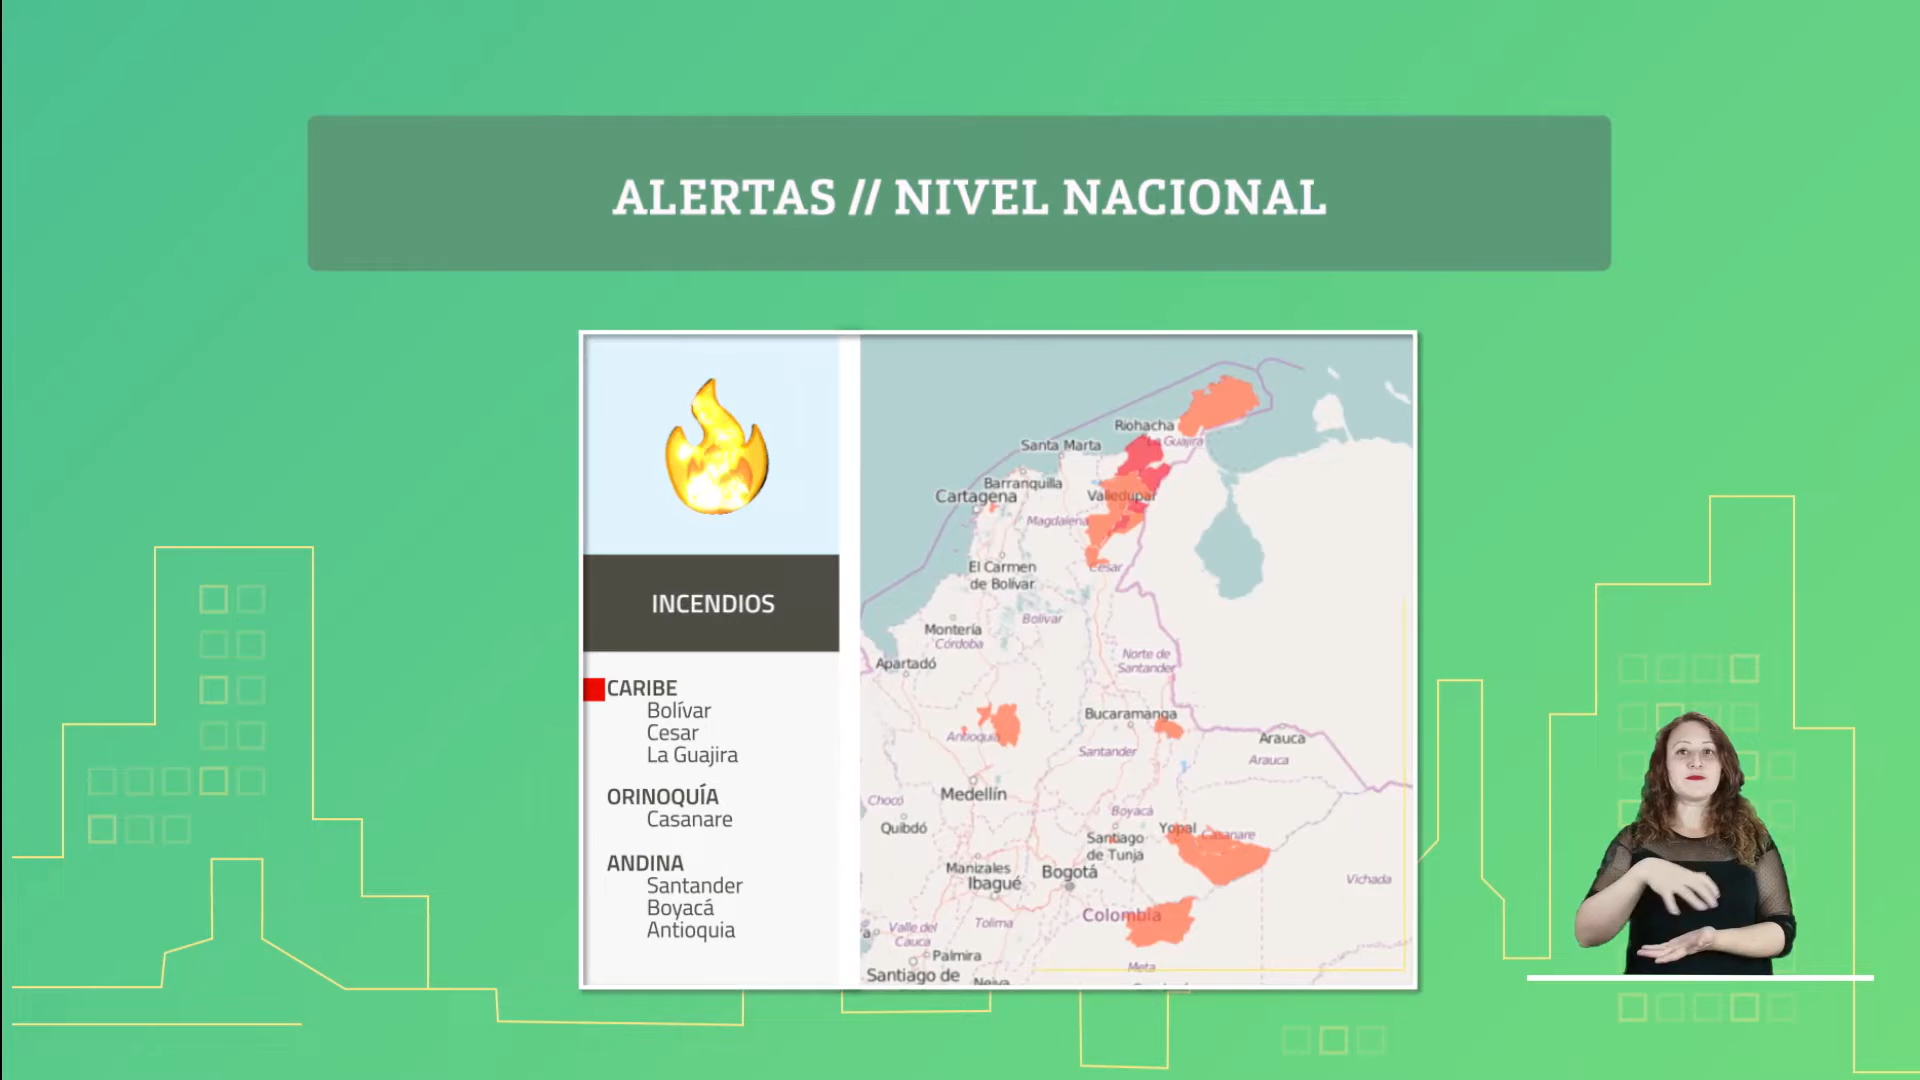 ALERTAS // NIVEL NACIONAL
INCENDIOS
CARIBE
Bolívar
Cesar
La Guajira
ORINOQUÍA
Casanare
ANDINA
Santander
Boyacá
Antioquia
Riohacha
La Guajira
Santa Marta
Barranquilla
Cartagena
Valledupar
Magdalena
El Carmen
de Bolívar
Cesar
Bolívar
Montería
Córdoba
Apartadó
Norte de
Santander
Bucaramanga
Antioquia
Santander
Arauca
Arauca
Medellín
Chocó
Boyacá
Quibdó
Yopal
Casanare
Santiago
de Tunja
Manizales
Bogotá
Ibagué
Vichada
Colombia
Tolima
Valle del
Cauca
Palmira
Meta
Santiago de
Neiva